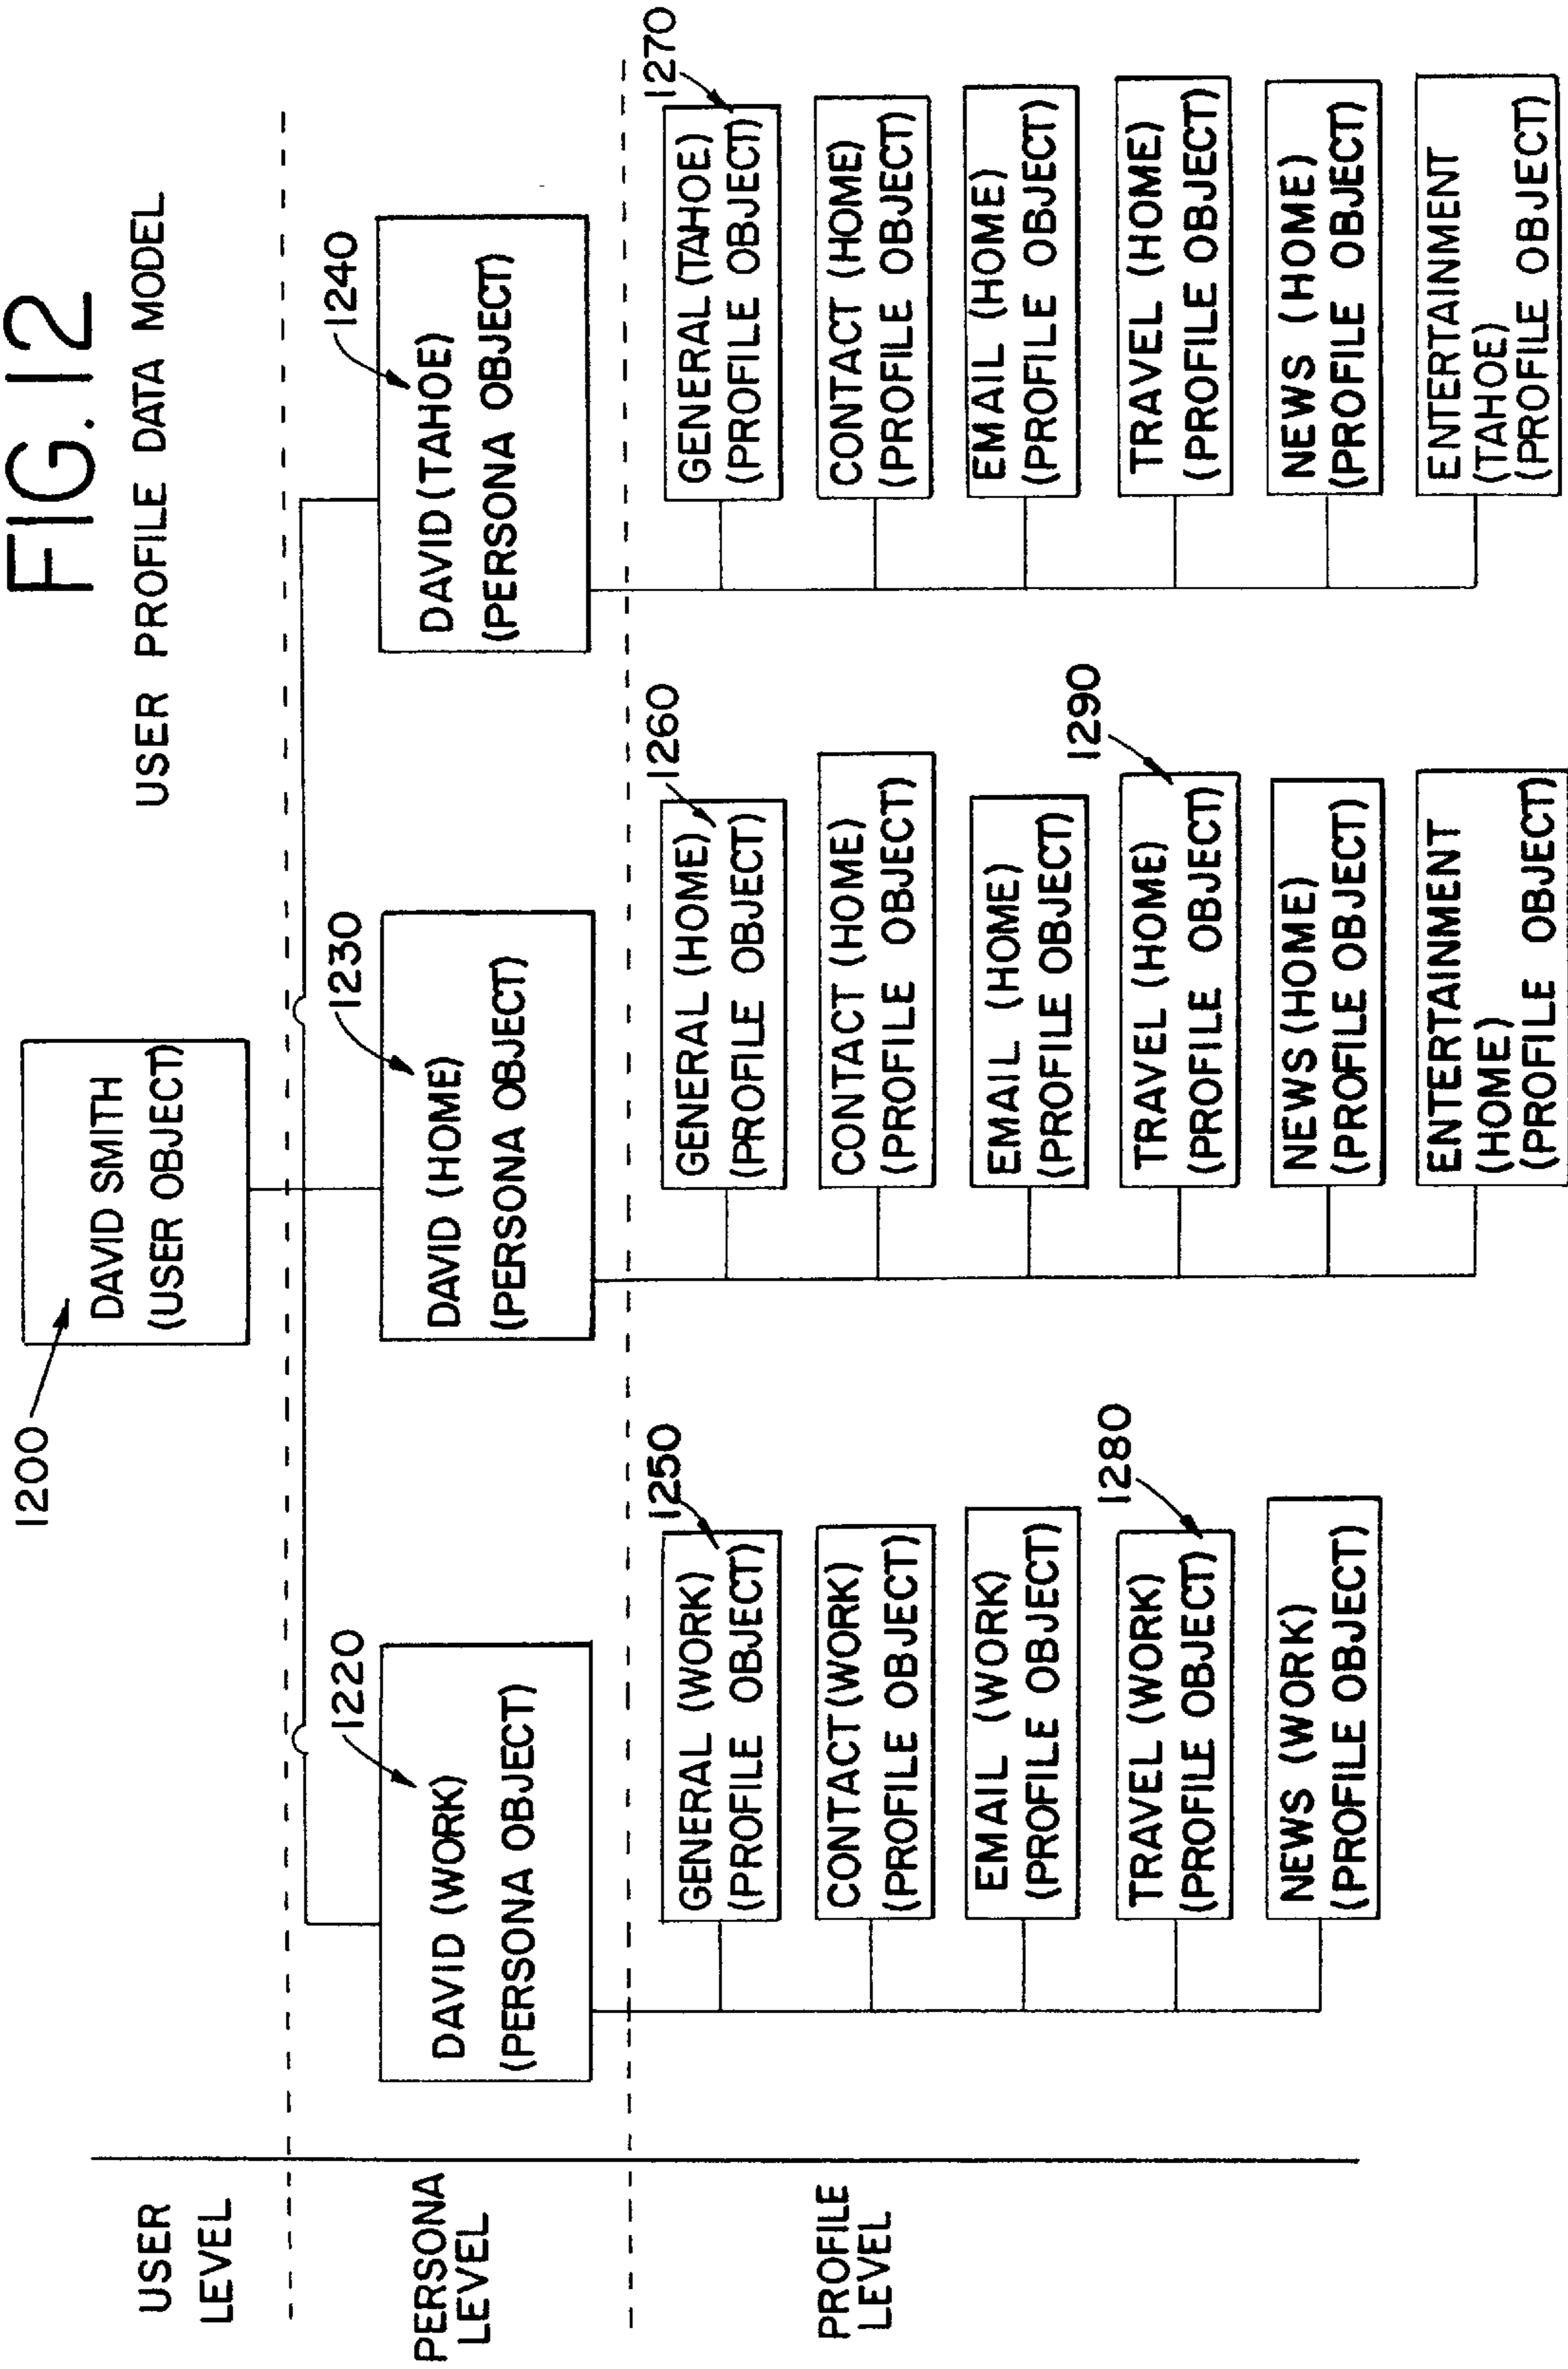 FIG. 12
USER PROFILE DATA MODEL
USER
LEVEL
1200
DAVID SMITH
(USER OBJECT)
PERSONA
LEVEL
1220
DAVID (WORK)
(PERSONA OBJECT)
1230
DAVID (HOME)
(PERSONA OBJECT)
1240
DAVID (TAHOE)
(PERSONA OBJECT)
PROFILE
LEVEL
1250
GENERAL (WORK)
(PROFILE OBJECT)
CONTACT (WORK)
(PROFILE OBJECT)
EMAIL (WORK)
(PROFILE OBJECT)
1280
TRAVEL (WORK)
(PROFILE OBJECT)
NEWS (WORK)
(PROFILE OBJECT)
1260
GENERAL (HOME)
(PROFILE OBJECT)
CONTACT (HOME)
(PROFILE OBJECT)
EMAIL (HOME)
(PROFILE OBJECT)
1290
TRAVEL (HOME)
(PROFILE OBJECT)
NEWS (HOME)
(PROFILE OBJECT)
ENTERTAINMENT
(HOME)
(PROFILE OBJECT)
1270
GENERAL (TAHOE)
(PROFILE OBJECT)
CONTACT (HOME)
(PROFILE OBJECT)
EMAIL (HOME)
(PROFILE OBJECT)
TRAVEL (HOME)
(PROFILE OBJECT)
NEWS (HOME)
(PROFILE OBJECT)
ENTERTAINMENT
(TAHOE)
(PROFILE OBJECT)